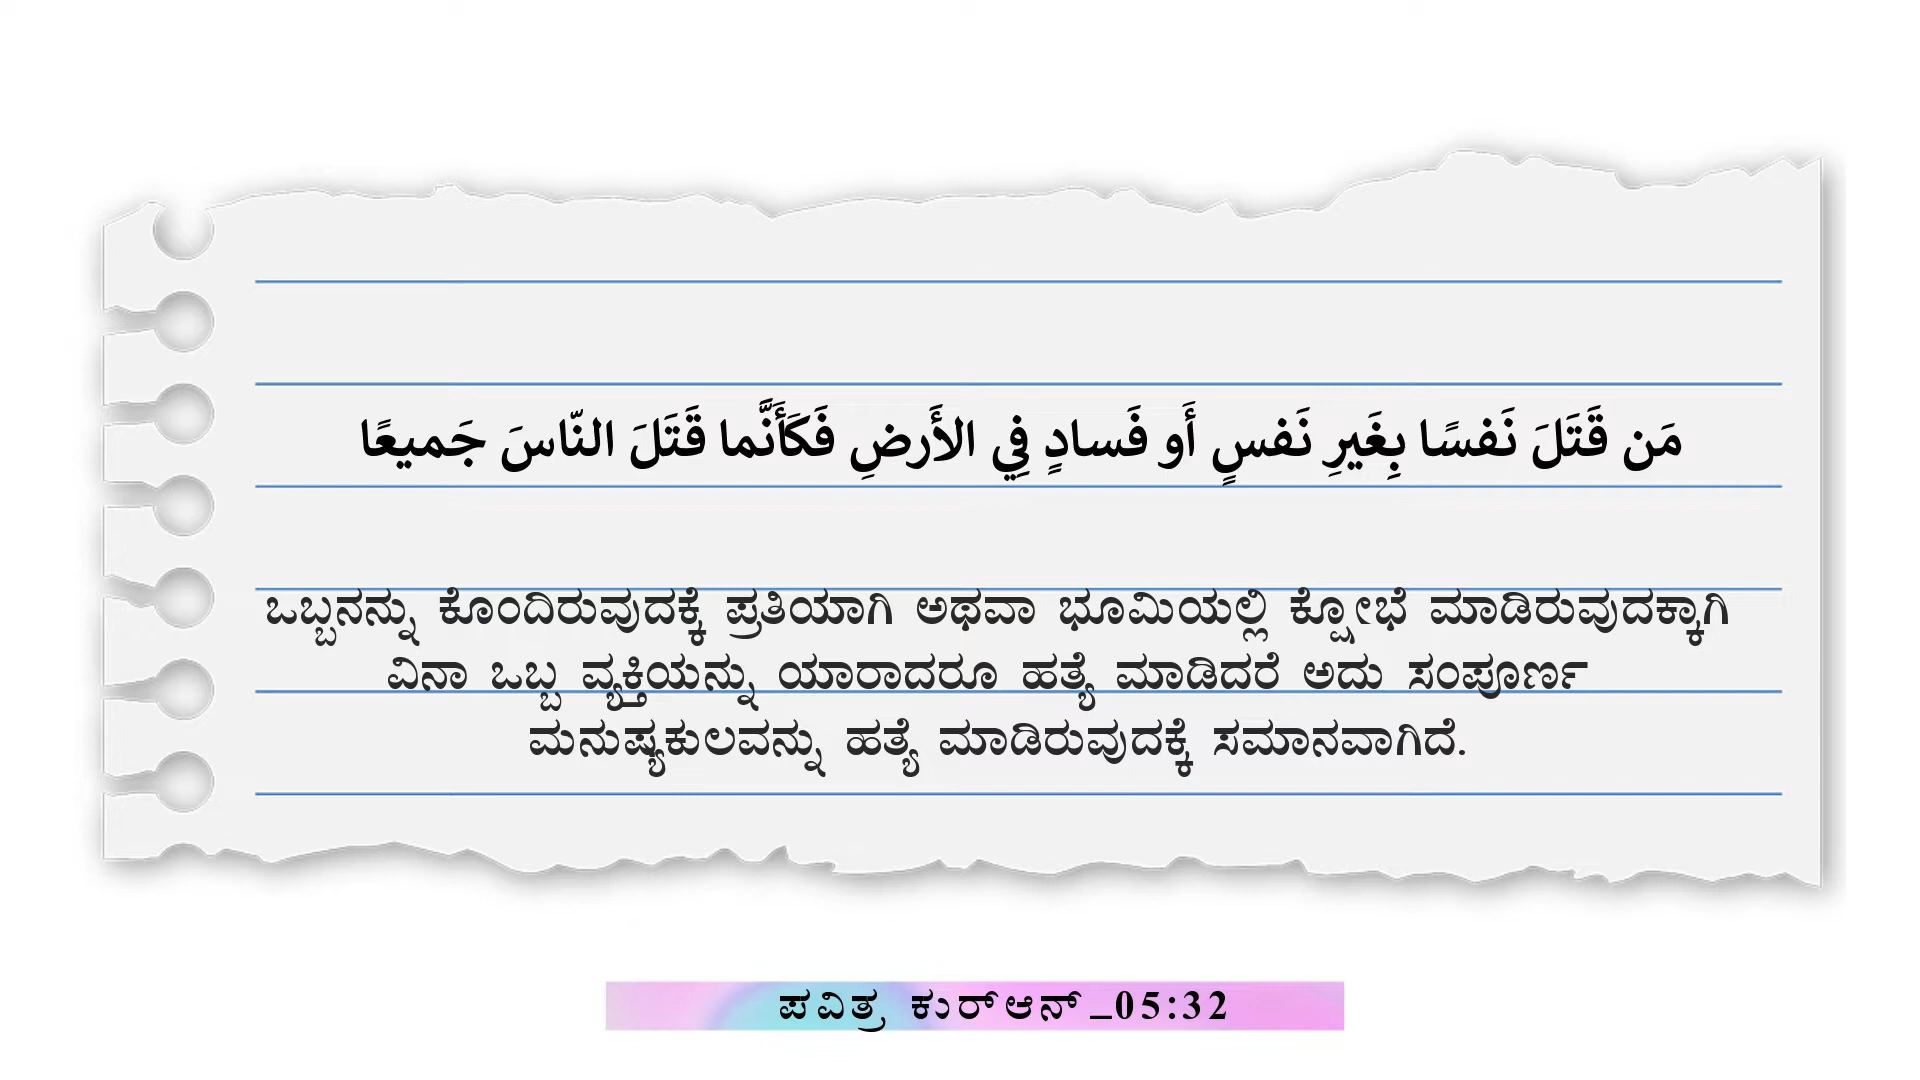 مَن قَتَلَ نَفسًا بِغَيرِ نَفسٍ أَو فَسادٍ فِي الأَرضِ فَكَأَنَّما قَتَلَ النّاسَ جَميعًا
ಒಬ್ಬನನ್ನು ಕೊಂದಿರುವುದಕ್ಕೆ ಪ್ರತಿಯಾಗಿ ಅಥವಾ ಭೂಮಿಯಲ್ಲಿ ಕ್ಷೋಭೆ ಮಾಡಿರುವುದಕ್ಕಾಗಿ
ವಿನಾ ಒಬ್ಬ ವ್ಯಕ್ತಿಯನ್ನು ಯಾರಾದರೂ ಹತ್ಯೆ ಮಾಡಿದರೆ ಅದು ಸಂಪೂರ್ಣ
ಮನುಷ್ಯಕುಲವನ್ನು ಹತ್ಯೆ ಮಾಡಿರುವುದಕ್ಕೆ ಸಮಾನವಾಗಿದೆ.
ಪವಿತ್ರ ಕುರ್‌ಆನ್_05:32